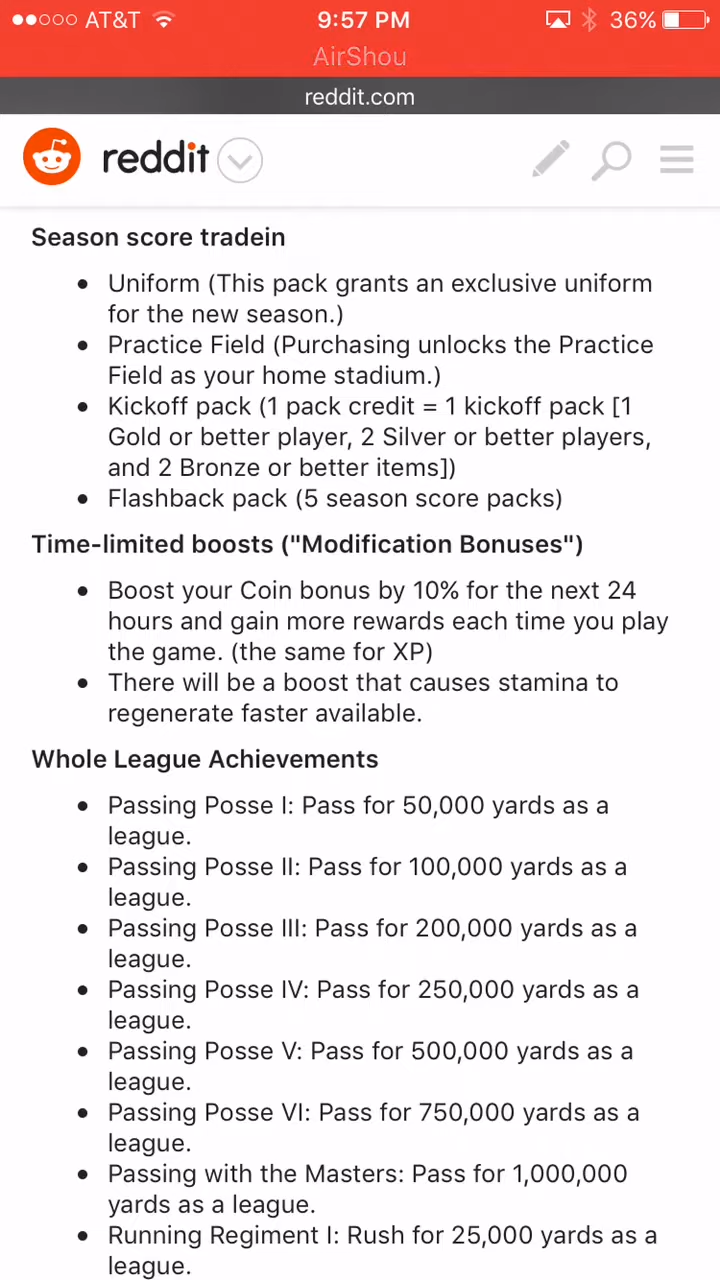 AT&T 9:57 PM 36%
AirShou
reddit.com
reddit
Season score tradein
• Uniform (This pack grants an exclusive uniform
for the new season.)
• Practice Field (Purchasing unlocks the Practice
Field as your home stadium.)
• Kickoff pack (1 pack credit = 1 kickoff pack [1
Gold or better player, 2 Silver or better players,
and 2 Bronze or better items])
• Flashback pack (5 season score packs)
Time-limited boosts ("Modification Bonuses")
• Boost your Coin bonus by 10% for the next 24
hours and gain more rewards each time you play
the game. (the same for XP)
• There will be a boost that causes stamina to
regenerate faster available.
Whole League Achievements
• Passing Posse I: Pass for 50,000 yards as a
league.
• Passing Posse II: Pass for 100,000 yards as a
league.
• Passing Posse III: Pass for 200,000 yards as a
league.
• Passing Posse IV: Pass for 250,000 yards as a
league.
• Passing Posse V: Pass for 500,000 yards as a
league.
• Passing Posse VI: Pass for 750,000 yards as a
league.
• Passing with the Masters: Pass for 1,000,000
yards as a league.
• Running Regiment I: Rush for 25,000 yards as a
league.